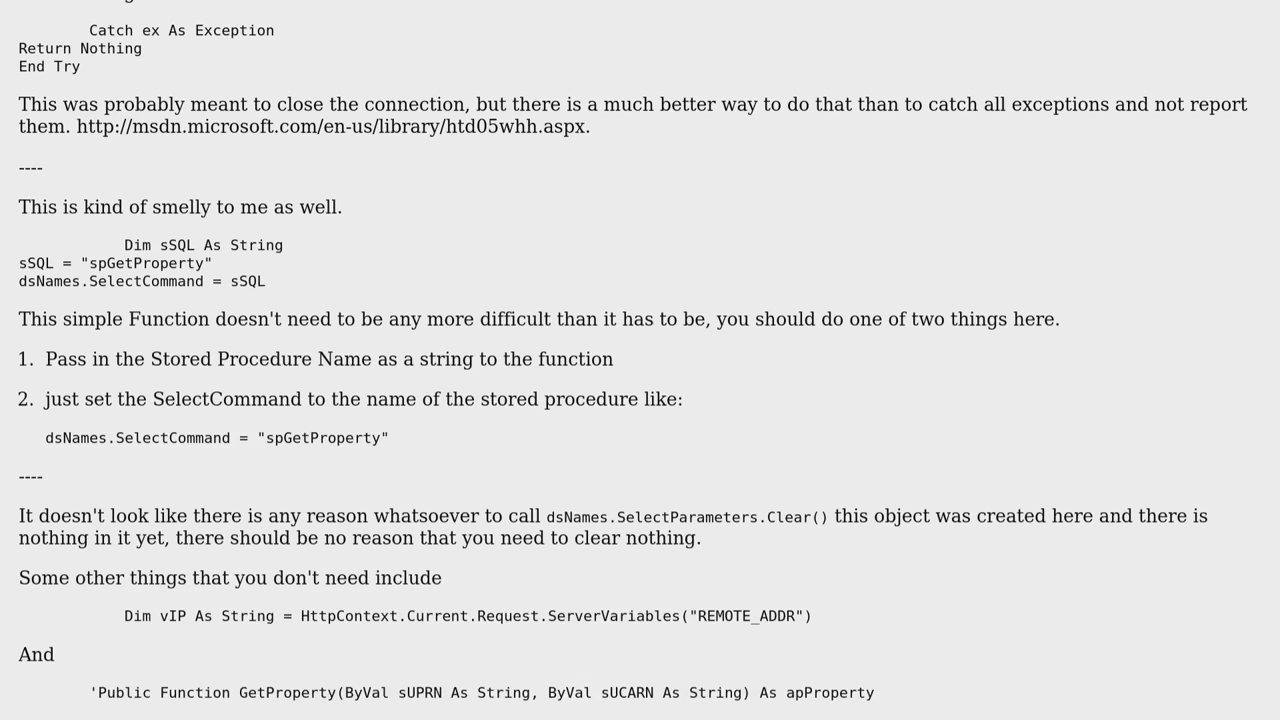 Catch ex As Exception
Return Nothing
End Try
This was probably meant to close the connection, but there is a much better way to do that than to catch all exceptions and not report
them. http://msdn.microsoft.com/en-us/library/htd05whh.aspx.
----
This is kind of smelly to me as well.
Dim sSQL As String
sSQL = "spGetProperty"
dsNames.SelectCommand = sSQL
This simple Function doesn't need to be any more difficult than it has to be, you should do one of two things here.
1. Pass in the Stored Procedure Name as a string to the function
2. just set the SelectCommand to the name of the stored procedure like:
dsNames.SelectCommand = "spGetProperty"
----
It doesn't look like there is any reason whatsoever to call dsNames.SelectParameters.Clear() this object was created here and there is
nothing in it yet, there should be no reason that you need to clear nothing.
Some other things that you don't need include
Dim vIP As String = HttpContext.Current.Request.ServerVariables("REMOTE_ADDR")
And
'Public Function GetProperty(ByVal sUPRN As String, ByVal sUCARN As String) As apProperty